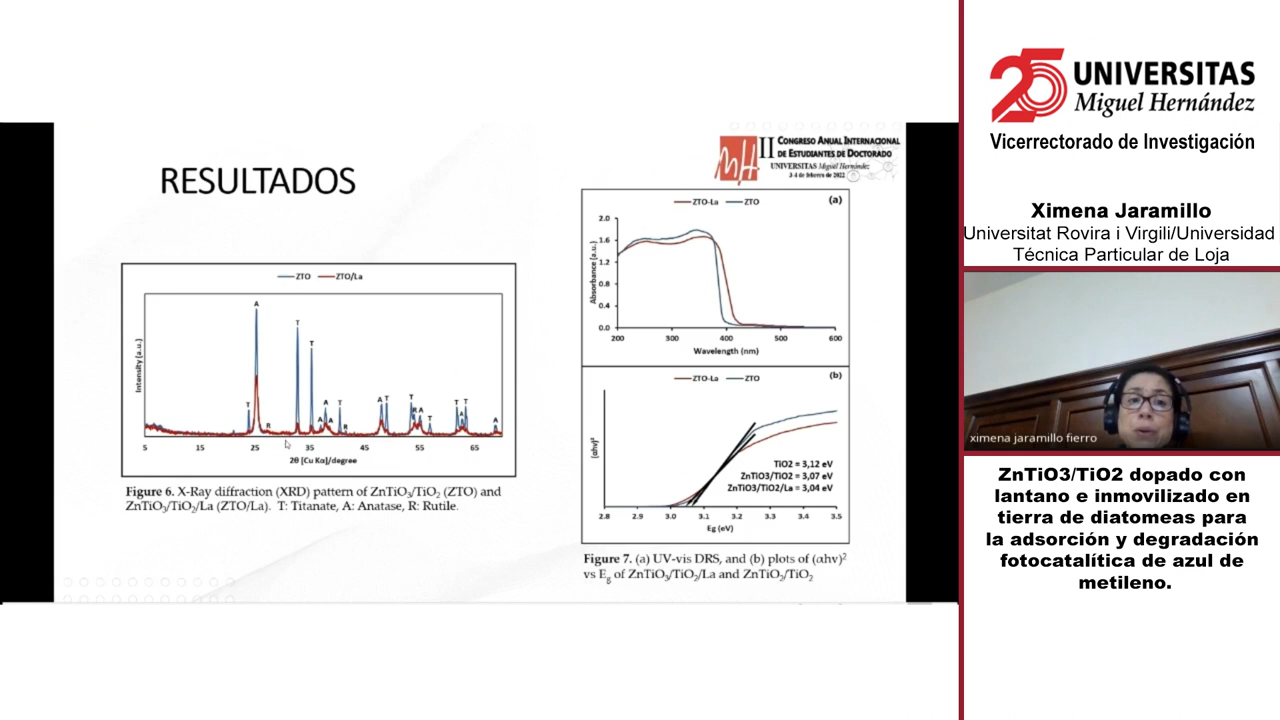 RESULTADOS
II CONGRESO ANUAL INTERNACIONAL
DE ESTUDIANTES DE DOCTORADO
UNIVERSITAS Miguel Hernández
3-4 de febrero de 2022
ZTO ZTO/La
Intensity (a.u.)
A
T
T
T
R
A
A
A
T
R
A
T
T
R
A
T
T
A
T
A
5 15 25 35 45 55 65
2θ [Cu Kα]/degree
Figure 6. X-Ray diffraction (XRD) pattern of ZnTiO₃/TiO₂ (ZTO) and
ZnTiO₃/TiO₂/La (ZTO/La). T: Titanate, A: Anatase, R: Rutile.
ZTO-La ZTO (a)
Absorbance (a.u.)
2.0
1.6
1.2
0.8
0.4
0.0
200 300 400 500 600
Wavelength (nm)
ZTO-La ZTO (b)
(αhv)²
TiO2 = 3,12 eV
ZnTiO3/TiO2 = 3,07 eV
ZnTiO3/TiO2/La = 3,04 eV
2.8 2.9 3.0 3.1 3.2 3.3 3.4 3.5
Eg (eV)
Figure 7. (a) UV-vis DRS, and (b) plots of (αhv)²
vs Eg of ZnTiO₃/TiO₂/La and ZnTiO₃/TiO₂
25 UNIVERSITAS
Miguel Hernández
Vicerrectorado de Investigación
Ximena Jaramillo
Universitat Rovira i Virgili/Universidad
Técnica Particular de Loja
ximena jaramillo fierro
ZnTiO3/TiO2 dopado con
lantano e inmovilizado en
tierra de diatomeas para
la adsorción y degradación
fotocatalítica de azul de
metileno.